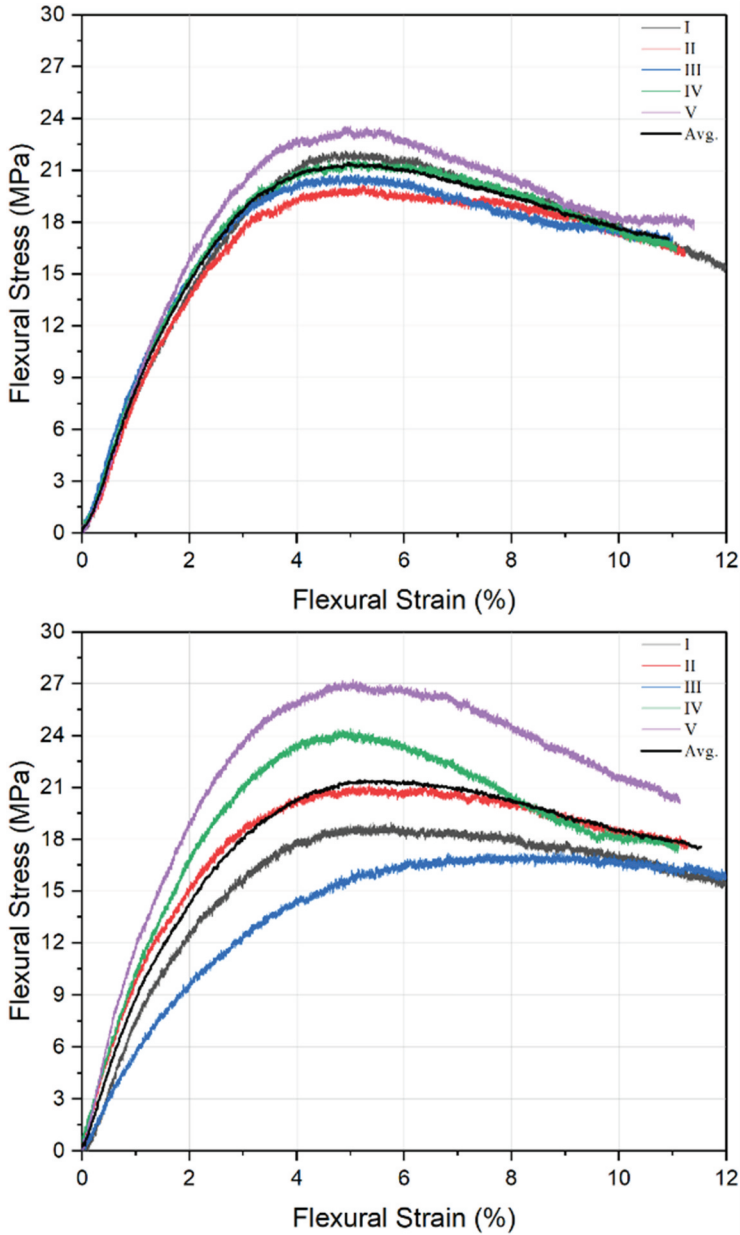 30
27
24
21
18
15
12
9
6
3
0
Flexural Stress (MPa)
I
II
III
IV
V
Avg.
0 2 4 6 8 10 12
Flexural Strain (%)
30
27
24
21
18
15
12
9
6
3
0
Flexural Stress (MPa)
I
II
III
IV
V
Avg.
0 2 4 6 8 10 12
Flexural Strain (%)